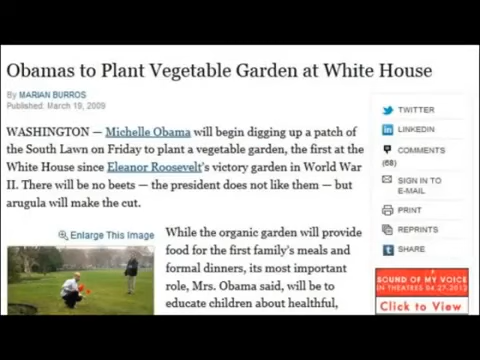 Obamas to Plant Vegetable Garden at White House
By MARIAN BURROS
Published: March 19, 2009
WASHINGTON — Michelle Obama will begin digging up a patch of
the South Lawn on Friday to plant a vegetable garden, the first at the
White House since Eleanor Roosevelt's victory garden in World War
II. There will be no beets — the president does not like them — but
arugula will make the cut.
Enlarge This Image
While the organic garden will provide
food for the first family's meals and
formal dinners, its most important
role, Mrs. Obama said, will be to
educate children about healthful,
TWITTER
LINKEDIN
COMMENTS
(68)
SIGN IN TO
E-MAIL
PRINT
REPRINTS
SHARE
SOUND OF MY VOICE
IN THEATERS 04.27.2012
Click to View